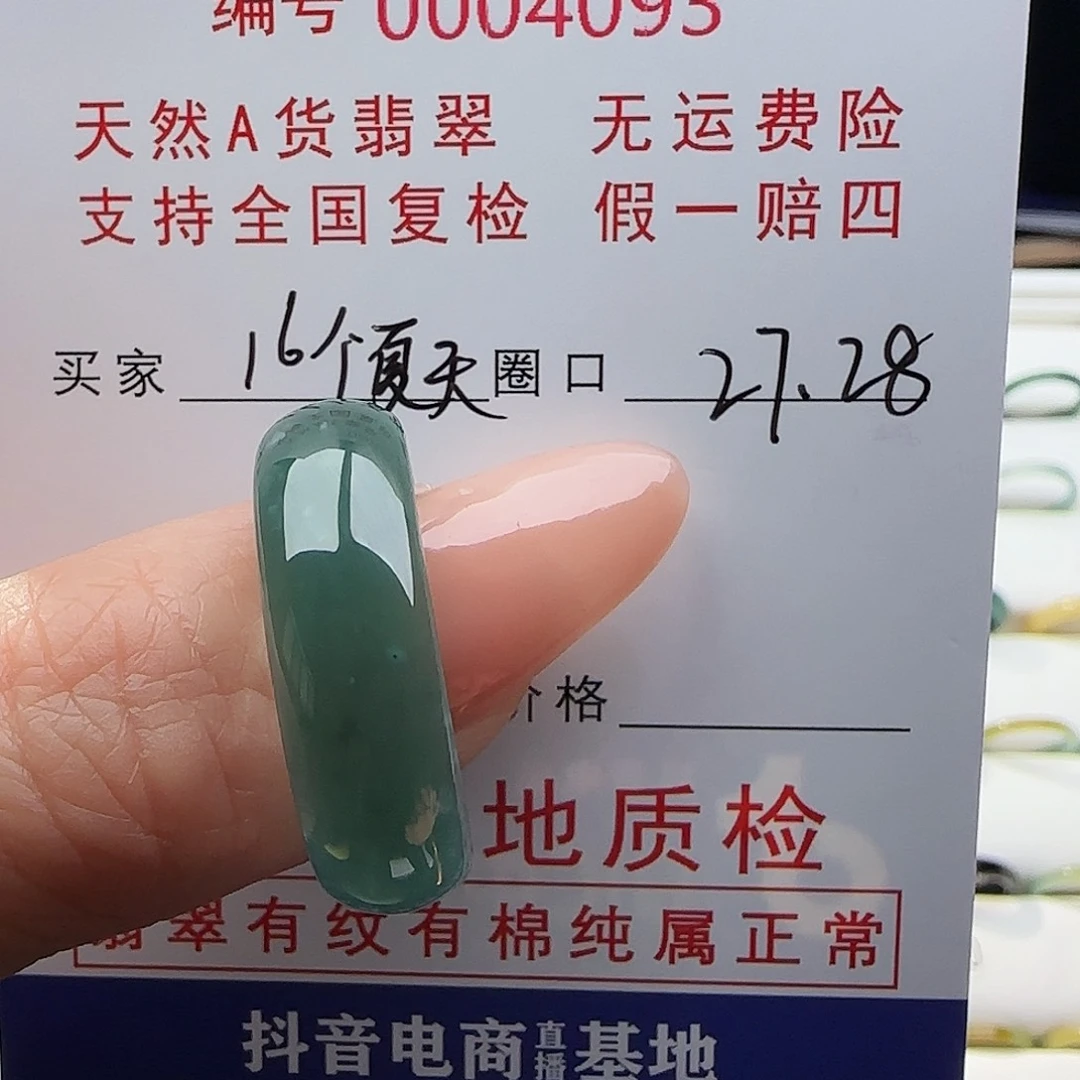 编号 0004093
天然A货翡翠 无运费险
支持全国复检 假一赔四
买家 16个夏天 圈口 27.28
价格
地质检
翡翠有纹有棉纯属正常
抖音电商直播基地